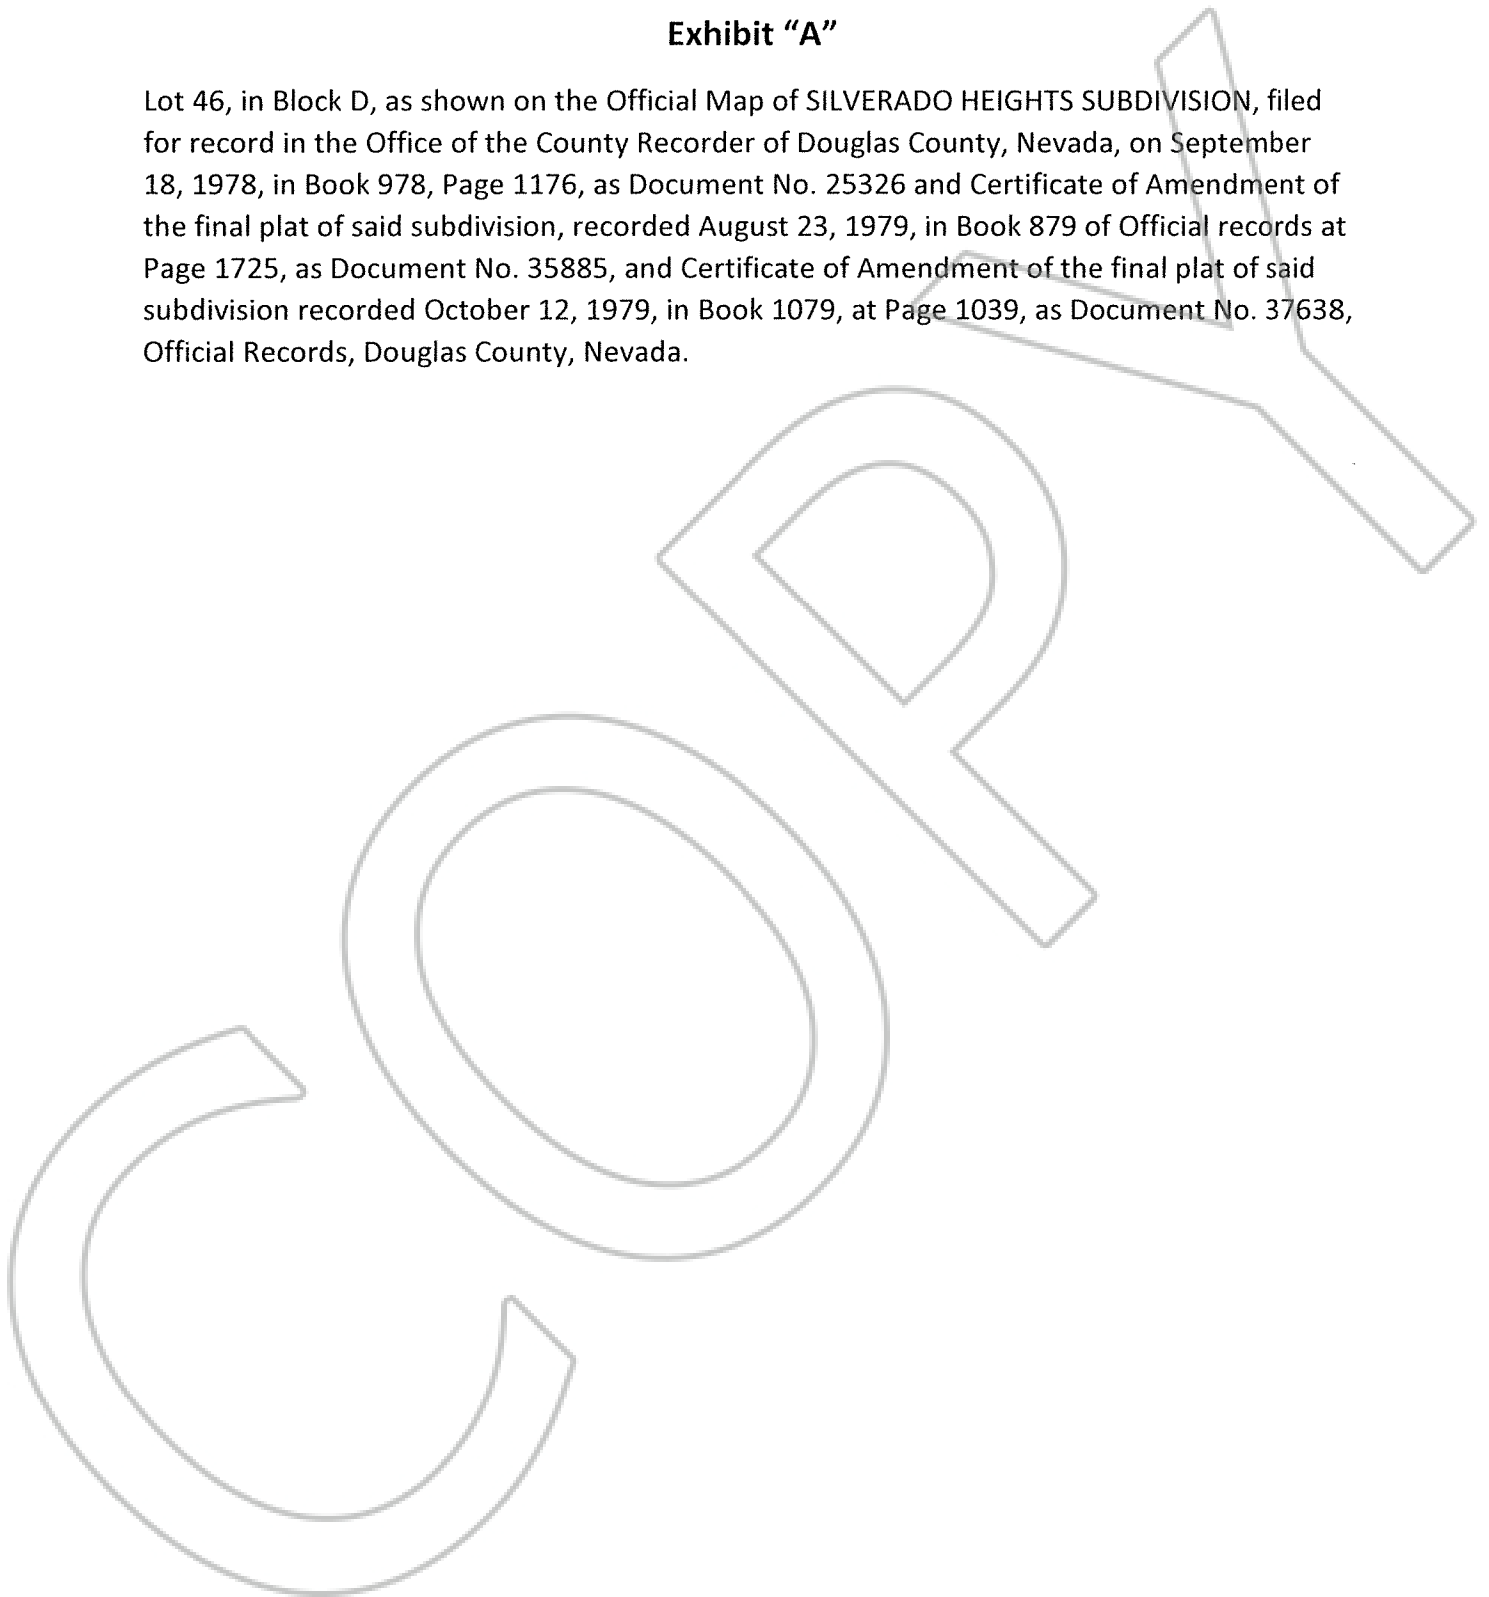 Exhibit “A”
Lot 46, in Block D, as shown on the Official Map of SILVERADO HEIGHTS SUBDIVISION, filed
for record in the Office of the County Recorder of Douglas County, Nevada, on September
18, 1978, in Book 978, Page 1176, as Document No. 25326 and Certificate of Amendment of
the final plat of said subdivision, recorded August 23, 1979, in Book 879 of Official records at
Page 1725, as Document No. 35885, and Certificate of Amendment of the final plat of said
subdivision recorded October 12, 1979, in Book 1079, at Page 1039, as Document No. 37638,
Official Records, Douglas County, Nevada.
COPY